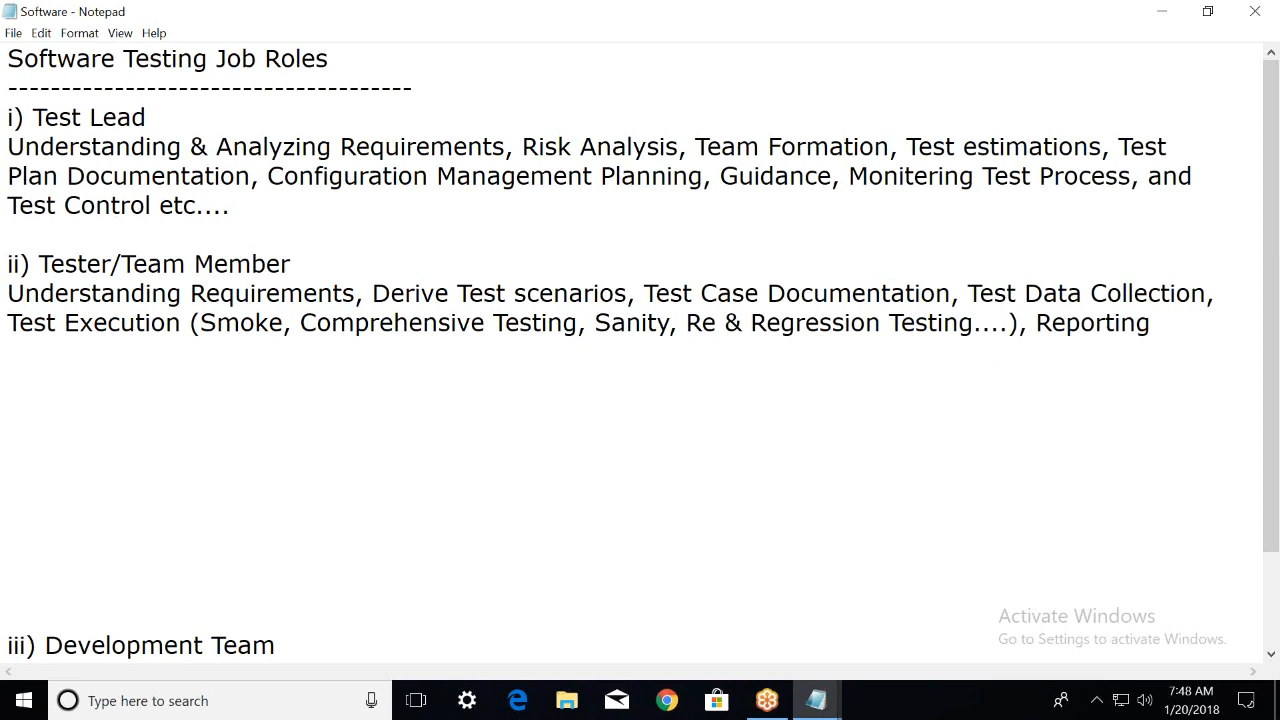 Software - Notepad
File Edit Format View Help
Software Testing Job Roles
--------------------------------------
i) Test Lead
Understanding & Analyzing Requirements, Risk Analysis, Team Formation, Test estimations, Test
Plan Documentation, Configuration Management Planning, Guidance, Monitering Test Process, and
Test Control etc....
ii) Tester/Team Member
Understanding Requirements, Derive Test scenarios, Test Case Documentation, Test Data Collection,
Test Execution (Smoke, Comprehensive Testing, Sanity, Re & Regression Testing....), Reporting
Activate Windows
Go to Settings to activate Windows.
iii) Development Team
Type here to search
7:48 AM
1/20/2018